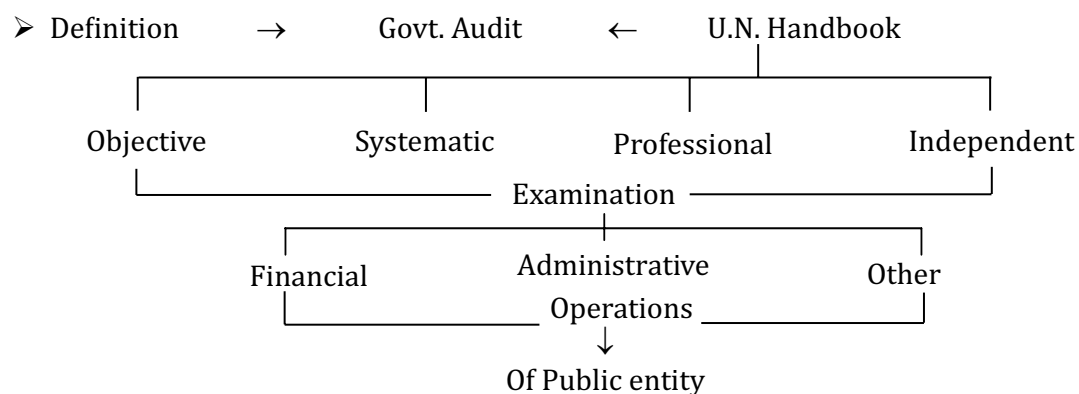 ➢ Definition → Govt. Audit ← U.N. Handbook
Objective Systematic Professional Independent
Examination
Financial Administrative Other
Operations
↓
Of Public entity